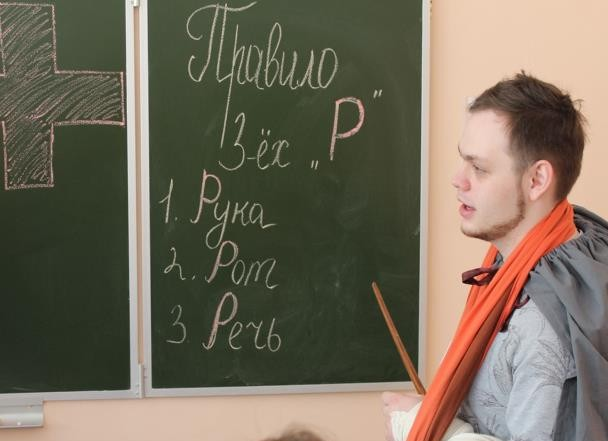 Правило
3-ёх „Р"
1. Рука
2. Рот
3 Речь